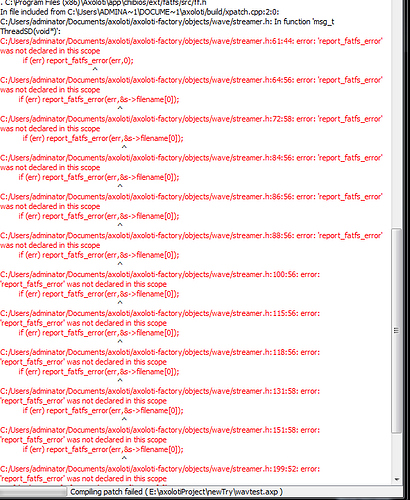 . C:\Program Files (x86)\Axoloti\app\chibios/ext/fatfs/src/ff.h
In file included from C:\Users\ADMINA~1\DOCUME~1\axoloti/build/xpatch.cpp:2:0:
C:/Users/adminator/Documents/axoloti-factory/objects/wave/streamer.h: In function 'msg_t
ThreadSD(void*)':
C:/Users/adminator/Documents/axoloti-factory/objects/wave/streamer.h:61:44: error: 'report_fatfs_error'
was not declared in this scope
if (err) report_fatfs_error(err,0);
^
C:/Users/adminator/Documents/axoloti-factory/objects/wave/streamer.h:64:56: error: 'report_fatfs_error'
was not declared in this scope
if (err) report_fatfs_error(err,&s->filename[0]);
^
C:/Users/adminator/Documents/axoloti-factory/objects/wave/streamer.h:72:58: error: 'report_fatfs_error'
was not declared in this scope
if (err) report_fatfs_error(err,&s->filename[0]);
^
C:/Users/adminator/Documents/axoloti-factory/objects/wave/streamer.h:84:56: error: 'report_fatfs_error'
was not declared in this scope
if (err) report_fatfs_error(err,&s->filename[0]);
^
C:/Users/adminator/Documents/axoloti-factory/objects/wave/streamer.h:86:56: error: 'report_fatfs_error'
was not declared in this scope
if (err) report_fatfs_error(err,&s->filename[0]);
^
C:/Users/adminator/Documents/axoloti-factory/objects/wave/streamer.h:88:56: error: 'report_fatfs_error'
was not declared in this scope
if (err) report_fatfs_error(err,&s->filename[0]);
^
C:/Users/adminator/Documents/axoloti-factory/objects/wave/streamer.h:100:56: error:
'report_fatfs_error' was not declared in this scope
if (err) report_fatfs_error(err,&s->filename[0]);
^
C:/Users/adminator/Documents/axoloti-factory/objects/wave/streamer.h:115:56: error:
'report_fatfs_error' was not declared in this scope
if (err) report_fatfs_error(err,&s->filename[0]);
^
C:/Users/adminator/Documents/axoloti-factory/objects/wave/streamer.h:118:56: error:
'report_fatfs_error' was not declared in this scope
if (err) report_fatfs_error(err,&s->filename[0]);
^
C:/Users/adminator/Documents/axoloti-factory/objects/wave/streamer.h:131:58: error:
'report_fatfs_error' was not declared in this scope
if (err) report_fatfs_error(err,&s->filename[0]);
^
C:/Users/adminator/Documents/axoloti-factory/objects/wave/streamer.h:151:58: error:
'report_fatfs_error' was not declared in this scope
if (err) report_fatfs_error(err,&s->filename[0]);
^
C:/Users/adminator/Documents/axoloti-factory/objects/wave/streamer.h:199:52: error:
'report_fatfs_error' was not declared in this scope
Compiling patch failed ( E:\axolotiProject\newTry\wavtest.axp )